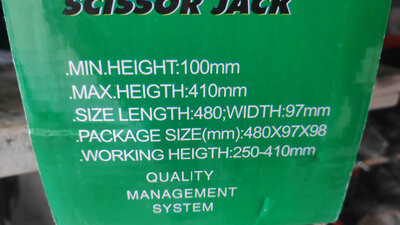 SCISSOR JACK
.MIN.HEIGHT:100mm
.MAX.HEIGTH:410mm
.SIZE LENGTH:480;WIDTH:97mm
.PACKAGE SIZE(mm):480X97X98
.WORKING HEIGTH:250-410mm
QUALITY
MANAGEMENT
SYSTEM